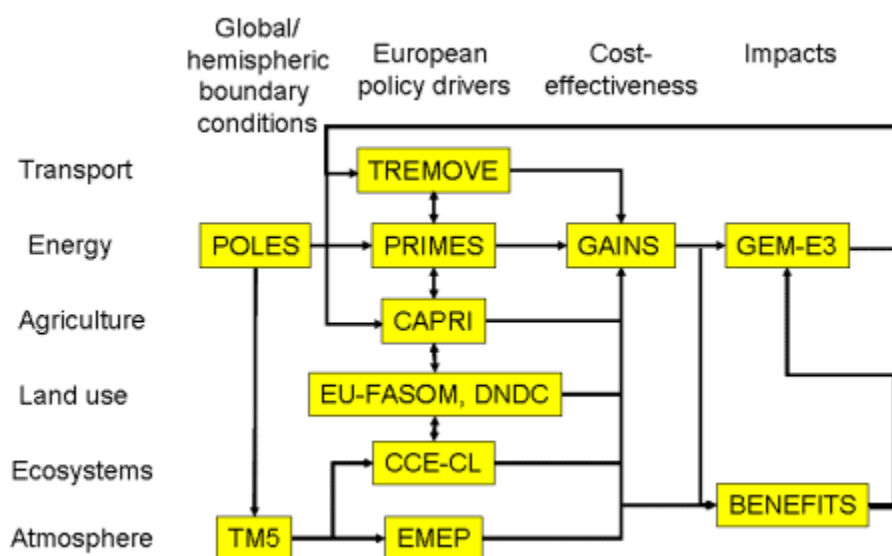 Global/
hemispheric
boundary
conditions
European
policy drivers
Cost-
effectiveness
Impacts
Transport
TREMOVE
Energy
POLES
PRIMES
GAINS
GEM-E3
Agriculture
CAPRI
Land use
EU-FASOM, DNDC
Ecosystems
CCE-CL
BENEFITS
Atmosphere
TM5
EMEP